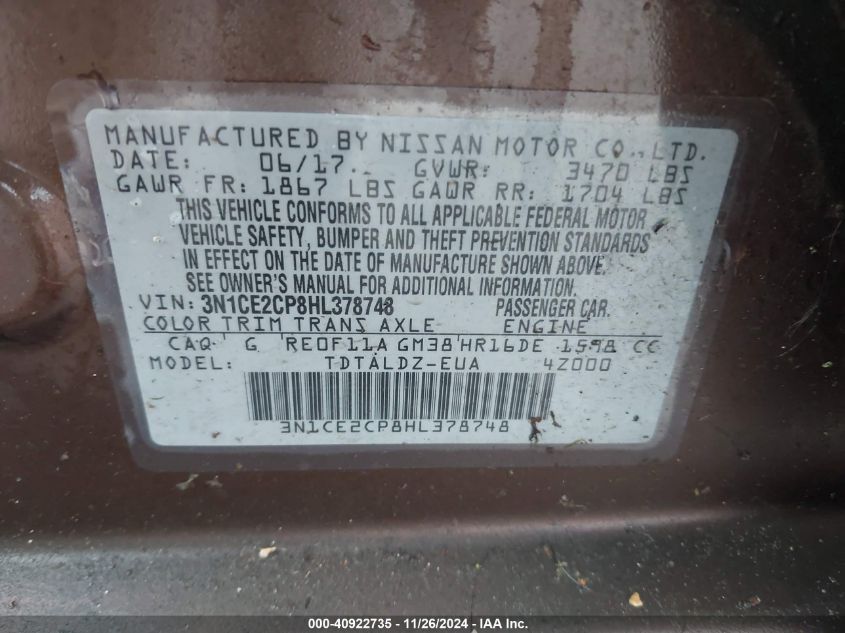 MANUFACTURED BY NISSAN MOTOR CO., LTD.
DATE: 06/17 GVWR: 3470 LBS
GAWR FR: 1867 LBS GAWR RR: 1704 LBS
THIS VEHICLE CONFORMS TO ALL APPLICABLE FEDERAL MOTOR
VEHICLE SAFETY, BUMPER AND THEFT PREVENTION STANDARDS
IN EFFECT ON THE DATE OF MANUFACTURE SHOWN ABOVE.
SEE OWNER'S MANUAL FOR ADDITIONAL INFORMATION.
VIN: 3N1CE2CP8HL378748 PASSENGER CAR.
COLOR TRIM TRANS AXLE ENGINE
CAQ G RE0F11A GM38 HR16DE 1598 CC
MODEL: TDTALDZ-EUA 4Z000
3N1CE2CP8HL378748
000-40922735 - 11/26/2024 - IAA Inc.